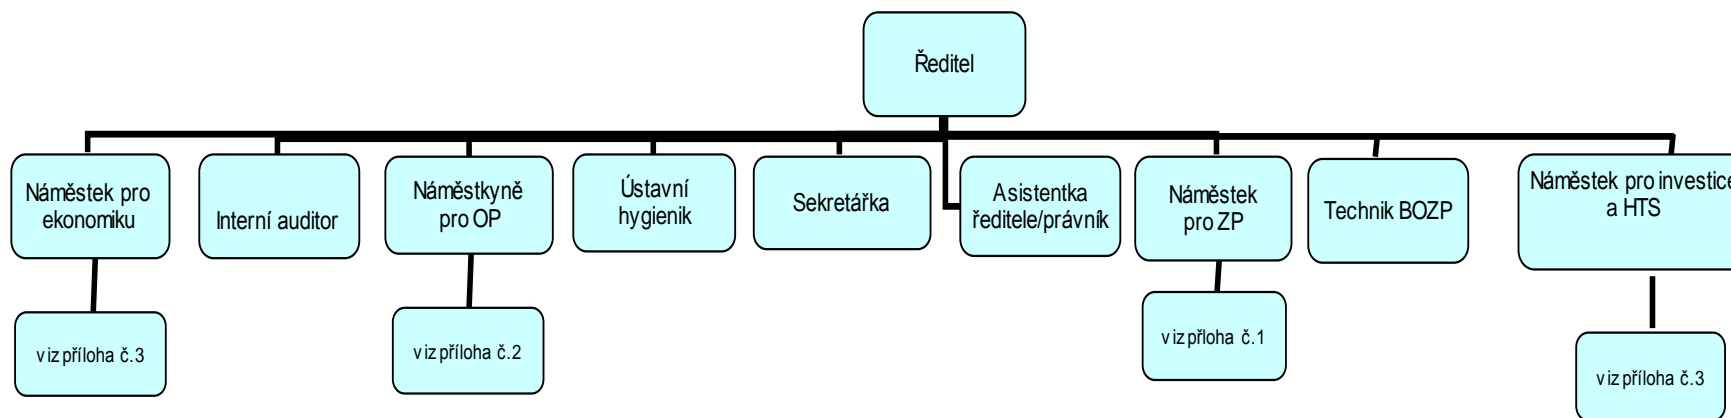 Ředitel
Náměstek pro
ekonomiku
Interní auditor
Náměstkyně
pro OP
Ústavní
hygienik
Sekretářka
Asistentka
ředitele/právník
Náměstek
pro ZP
Technik BOZP
Náměstek pro investice
a HTS
viz příloha č.3
viz příloha č.2
viz přloha č.1
viz příloha č.3